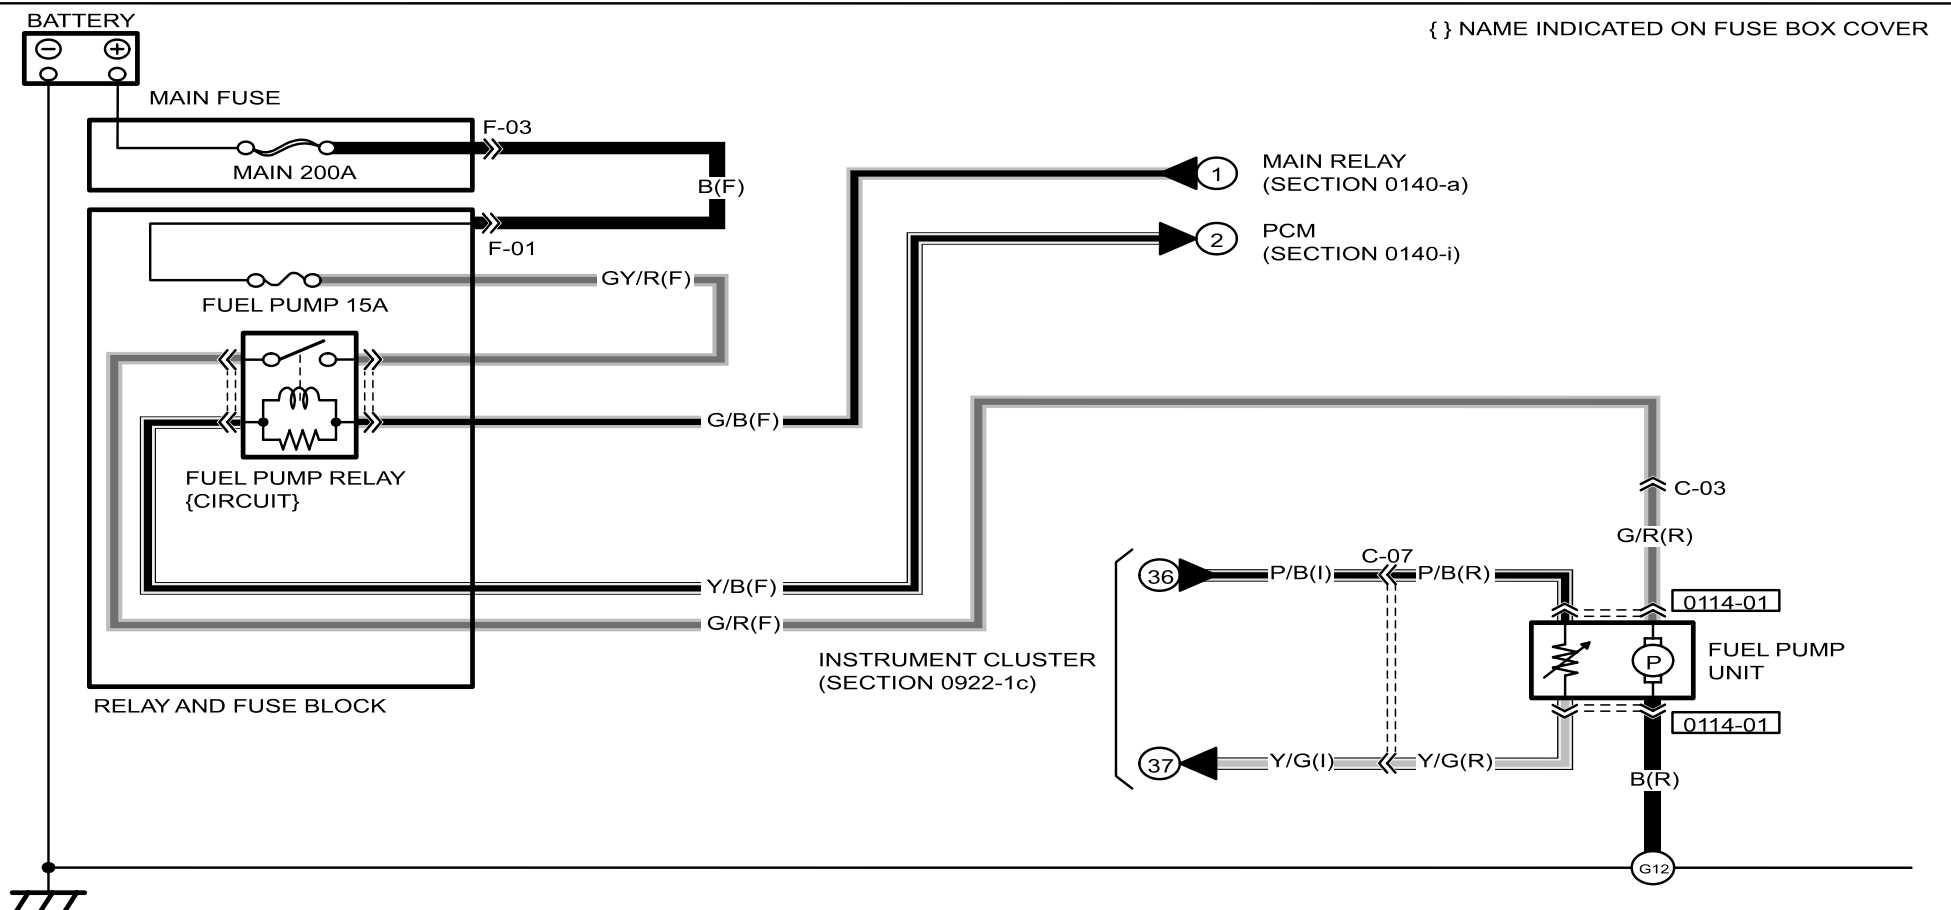 BATTERY
{ } NAME INDICATED ON FUSE BOX COVER
MAIN FUSE
F-03
MAIN 200A
B(F)
F-01
GY/R(F)
FUEL PUMP 15A
1
MAIN RELAY
(SECTION 0140-a)
2
PCM
(SECTION 0140-i)
G/B(F)
FUEL PUMP RELAY
{CIRCUIT}
Y/B(F)
G/R(F)
RELAY AND FUSE BLOCK
C-03
G/R(R)
C-07
36
P/B(I)
P/B(R)
0114-01
INSTRUMENT CLUSTER
(SECTION 0922-1c)
P
FUEL PUMP
UNIT
0114-01
37
Y/G(I)
Y/G(R)
B(R)
G12